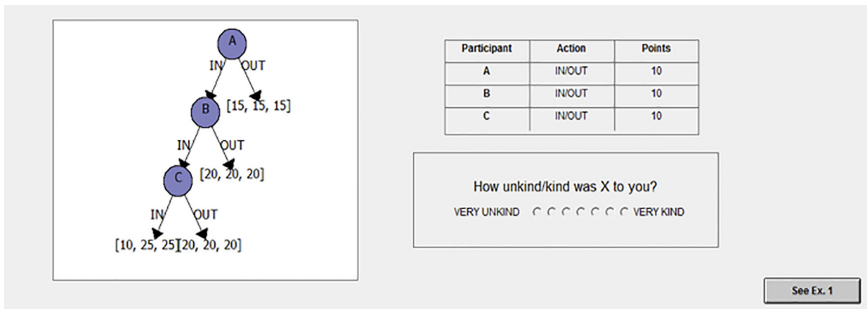 A
IN OUT
B [15, 15, 15]
IN OUT
C [20, 20, 20]
IN OUT
[10, 25, 25][20, 20, 20]
Participant Action Points
A IN/OUT 10
B IN/OUT 10
C IN/OUT 10
How unkind/kind was X to you?
VERY UNKIND VERY KIND
See Ex. 1